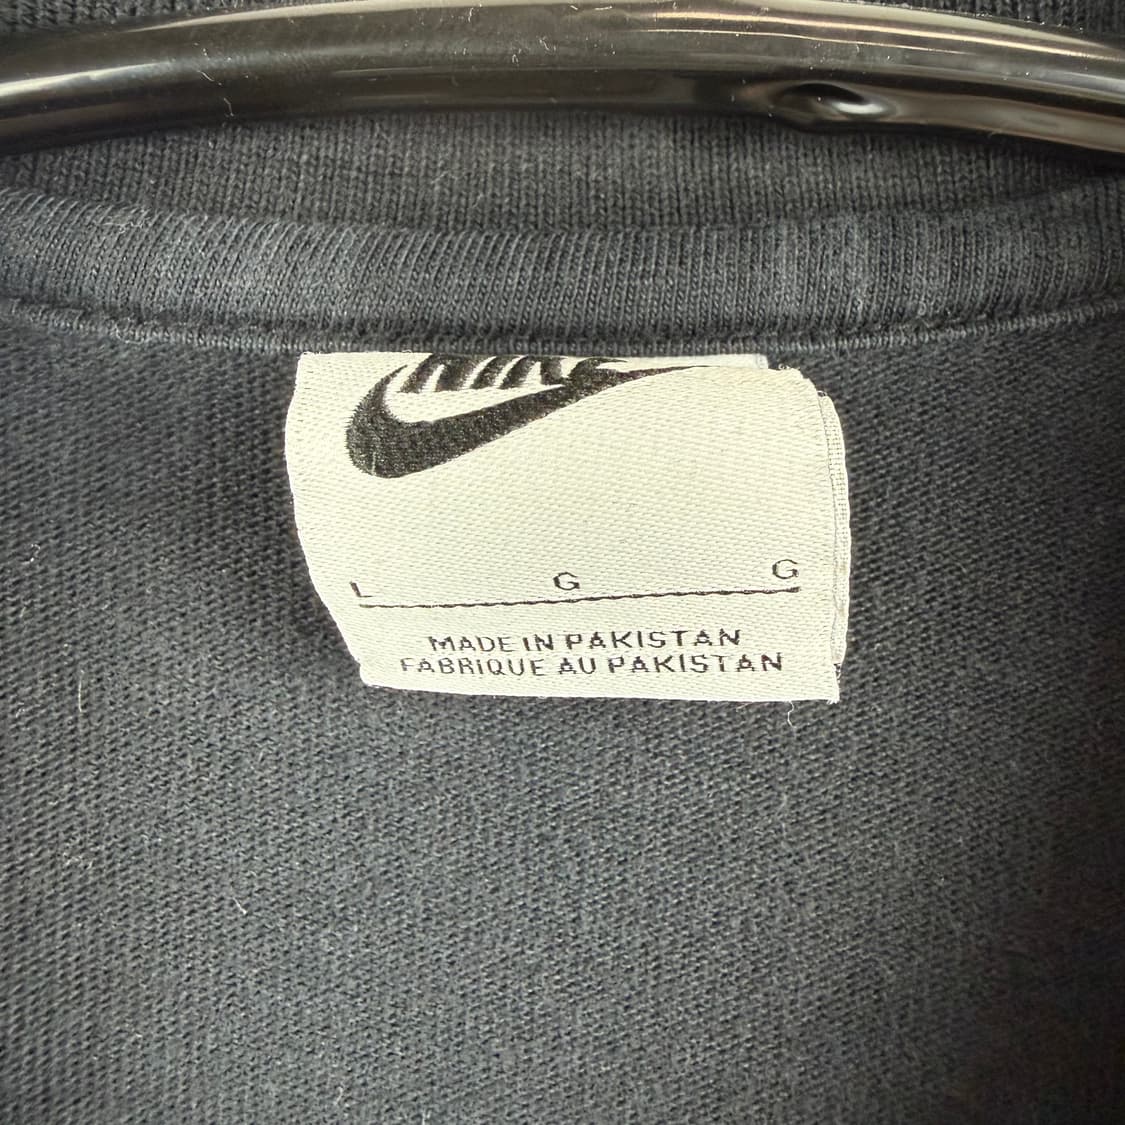 NIKE
L G G
MADE IN PAKISTAN
FABRIQUE AU PAKISTAN